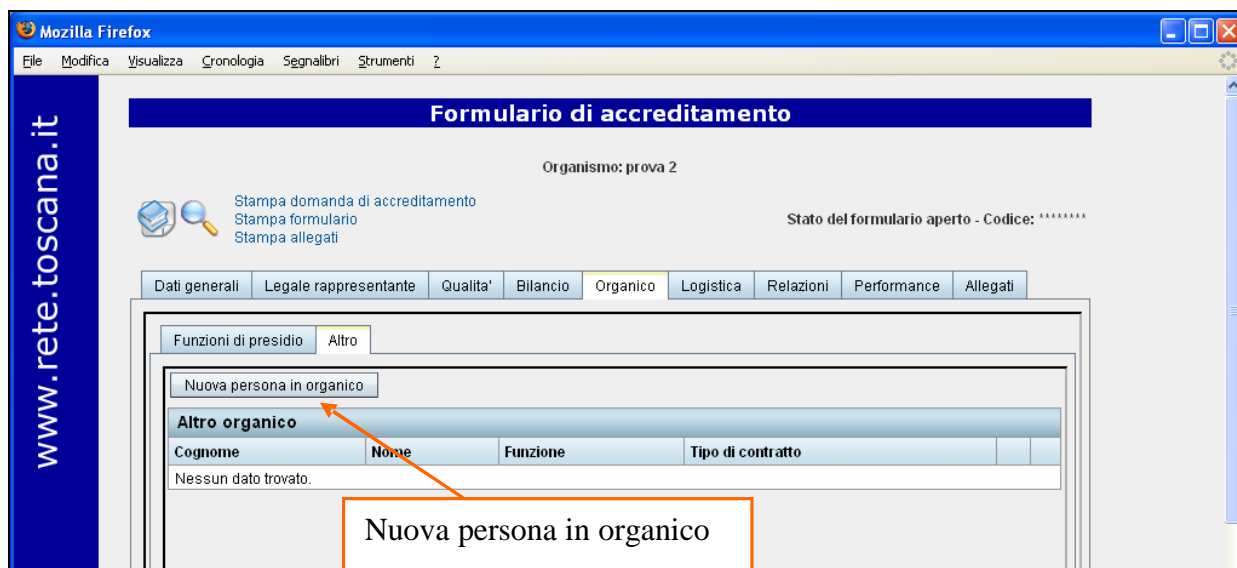 Mozilla Firefox
File Modifica Visualizza Cronologia Segnalibri Strumenti ?
www.rete.toscana.it
Formulario di accreditamento
Organismo: prova 2
Stampa domanda di accreditamento
Stampa formulario
Stampa allegati
Stato del formulario aperto - Codice: ********
Dati generali Legale rappresentante Qualita' Bilancio Organico Logistica Relazioni Performance Allegati
Funzioni di presidio Altro
Nuova persona in organico
Altro organico
Cognome Nome Funzione Tipo di contratto
Nessun dato trovato.
Nuova persona in organico